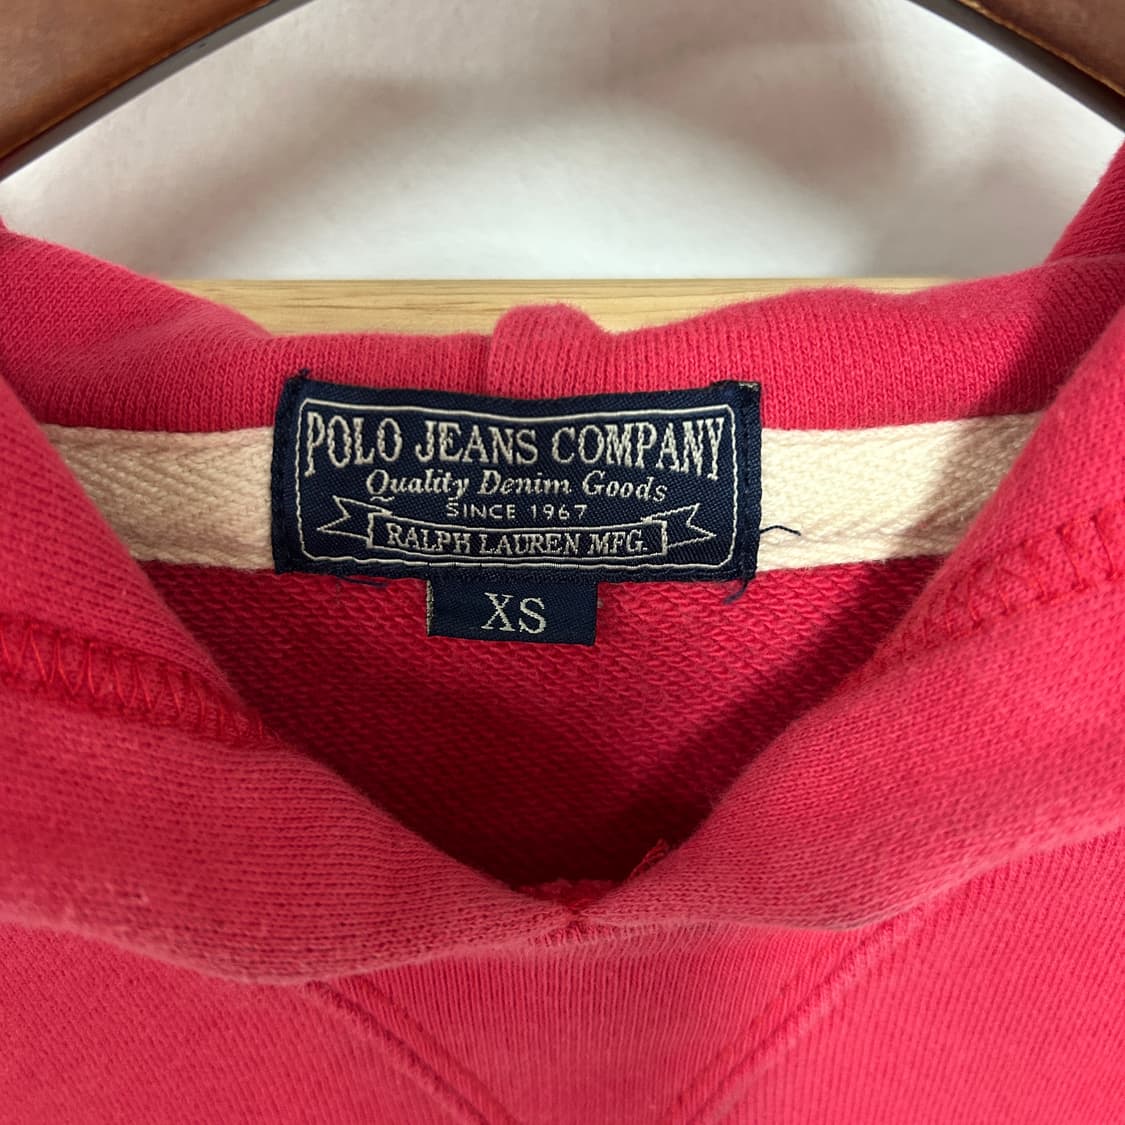 POLO JEANS COMPANY
Quality Denim Goods
SINCE 1967
RALPH LAUREN MFG.
XS